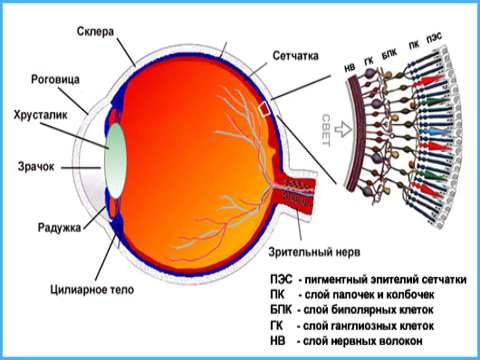 Склера
Роговица
Хрусталик
Зрачок
Радужка
Цилиарное тело
Сетчатка
Зрительный нерв
НВ
ГК
БПК
ПК
ПЭС
СВЕТ
ПЭС - пигментный эпителий сетчатки
ПК - слой палочек и колбочек
БПК - слой биполярных клеток
ГК - слой ганглиозных клеток
НВ - слой нервных волокон